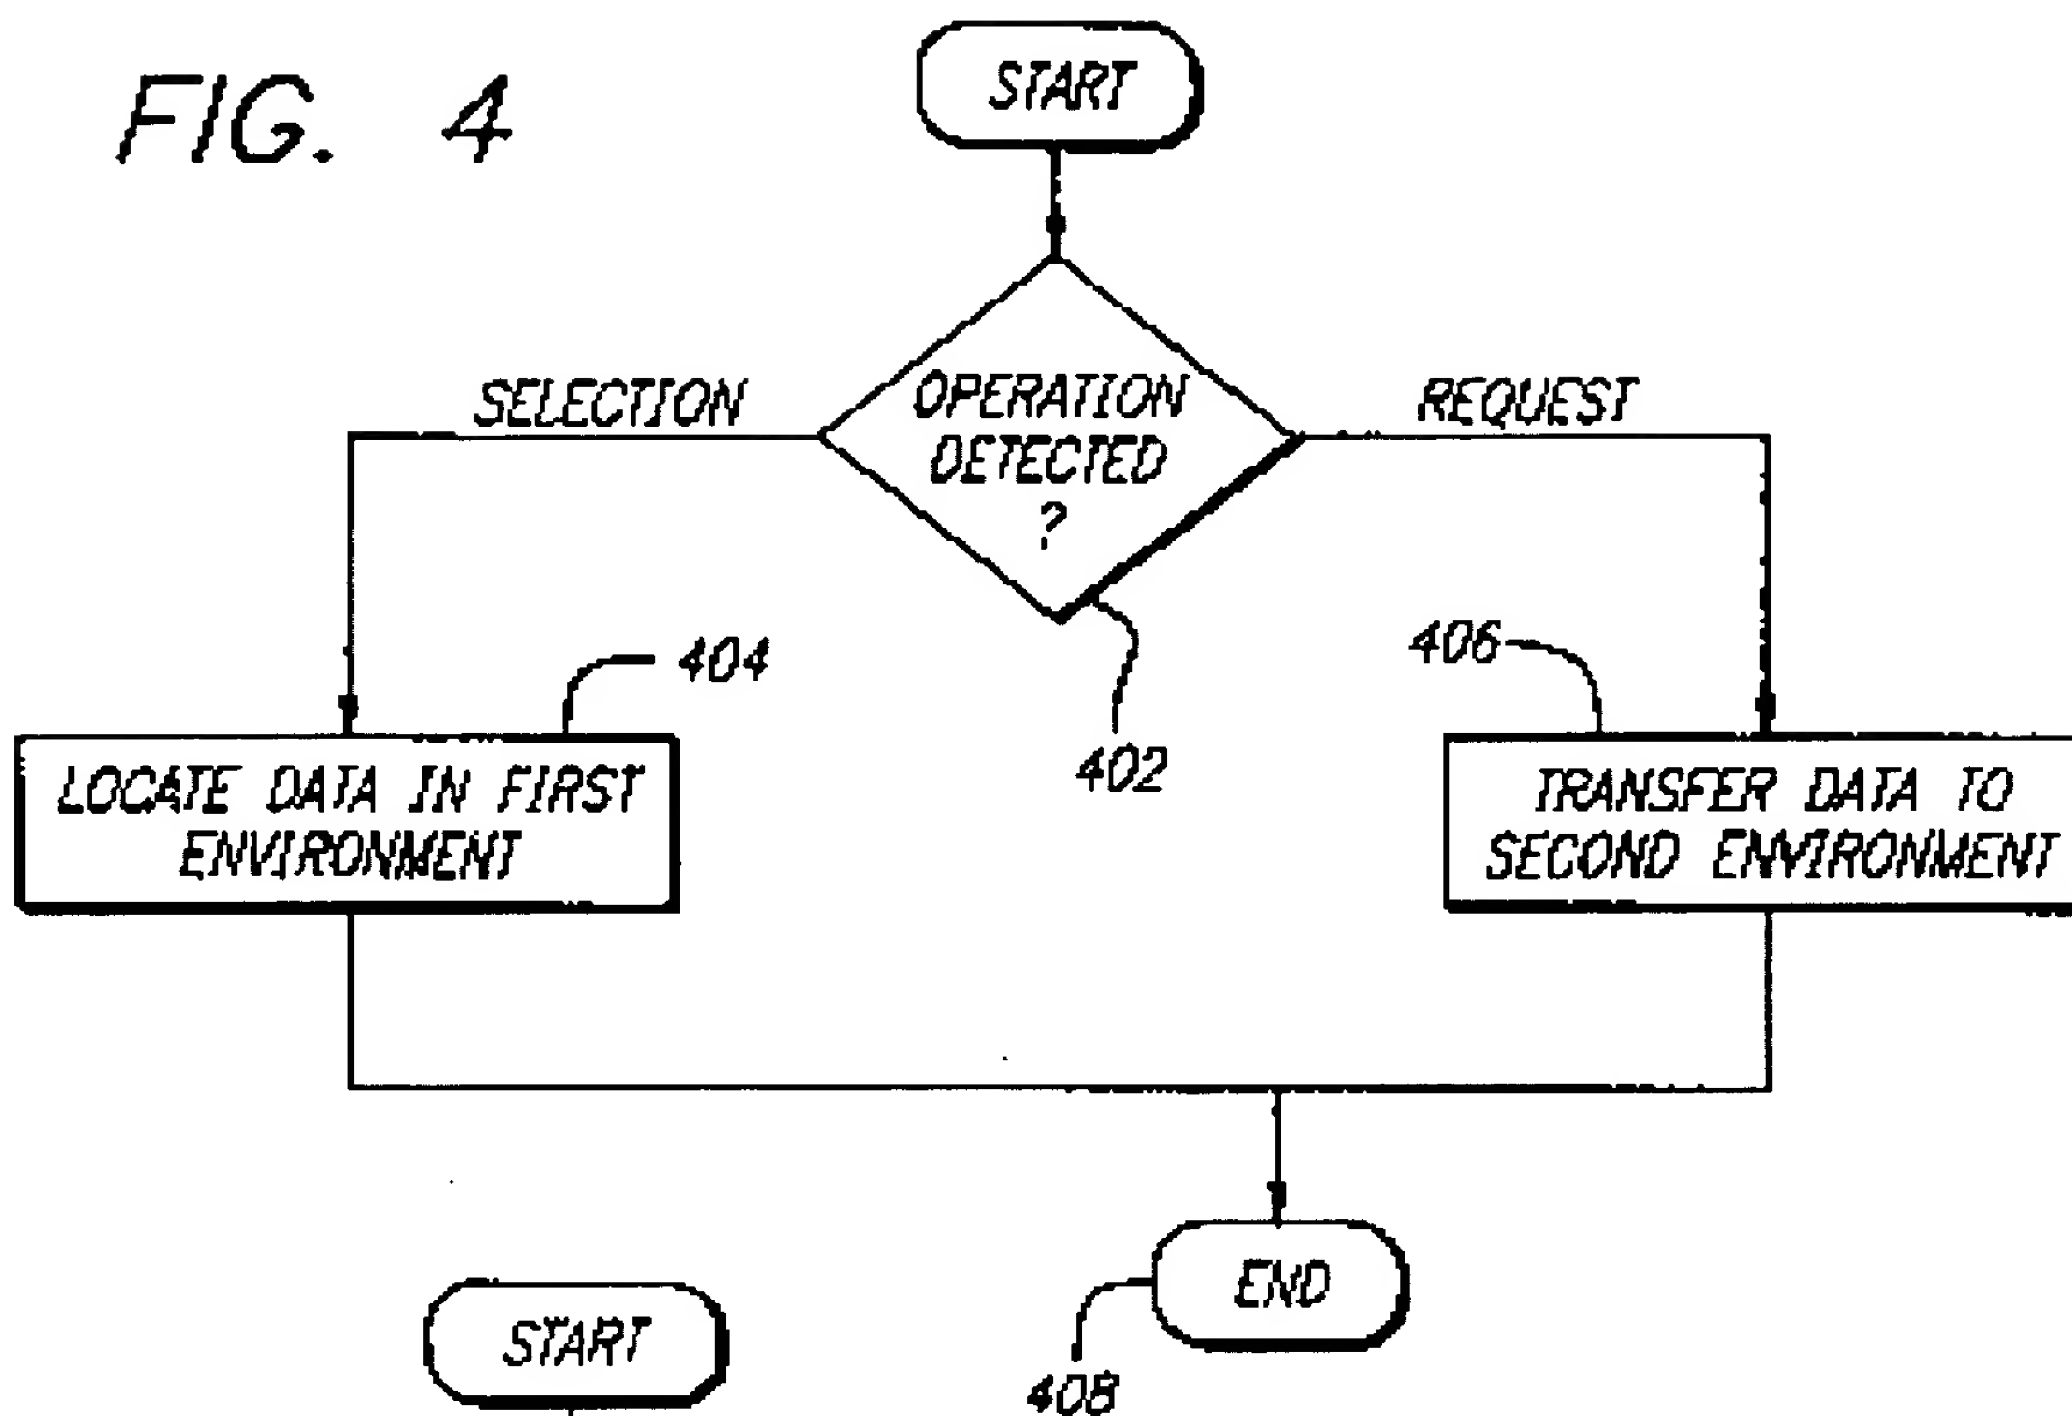 FIG. 4
START
OPERATION
DETECTED
?
SELECTION
REQUEST
402
404
406
LOCATE DATA IN FIRST
ENVIRONMENT
TRANSFER DATA TO
SECOND ENVIRONMENT
END
408
START